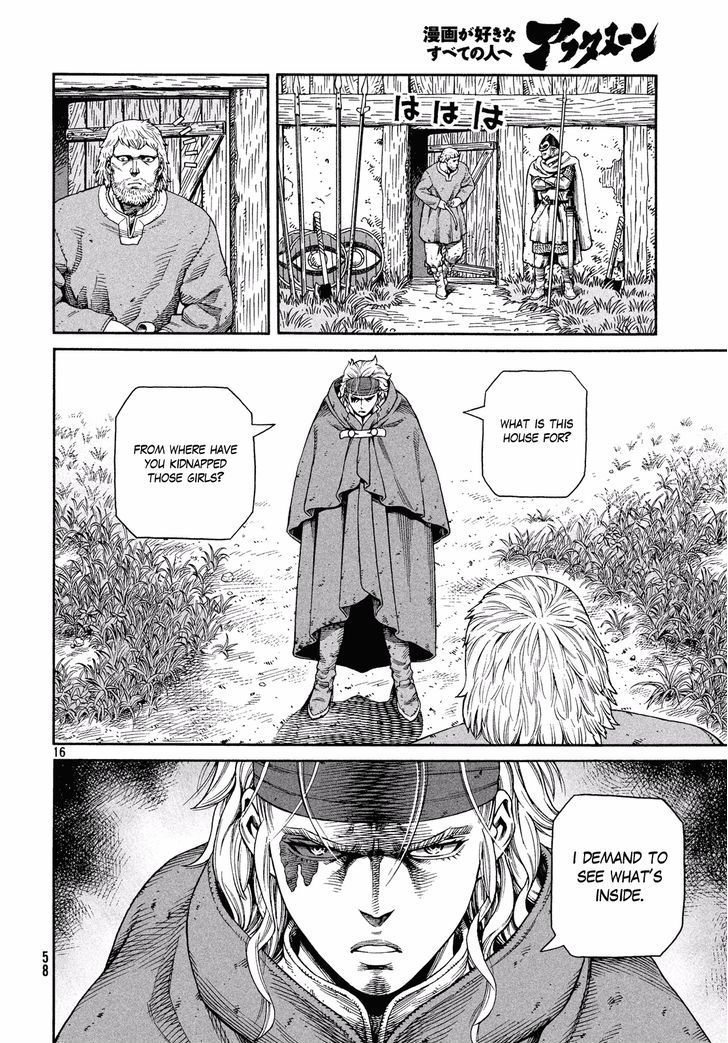 漫画が好きな
すべての人へ
アフタヌーン
は は は
WHAT IS THIS
HOUSE FOR?
FROM WHERE HAVE
YOU KIDNAPPED
THOSE GIRLS?
16
I DEMAND TO
SEE WHAT'S
INSIDE.
58